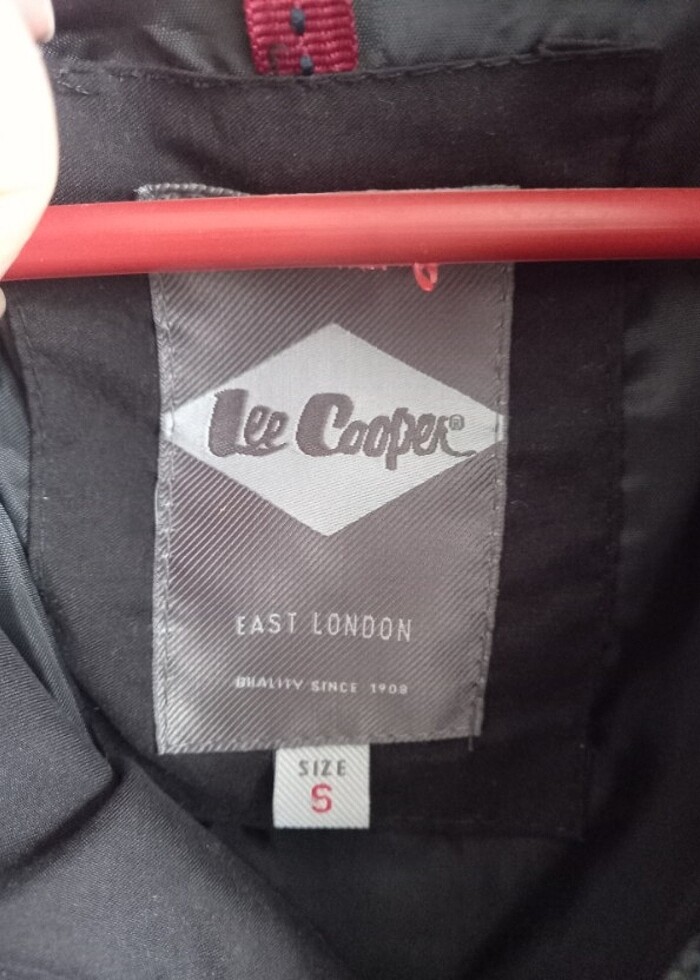 Lee Cooper®
EAST LONDON
QUALITY SINCE 1908
SIZE
S